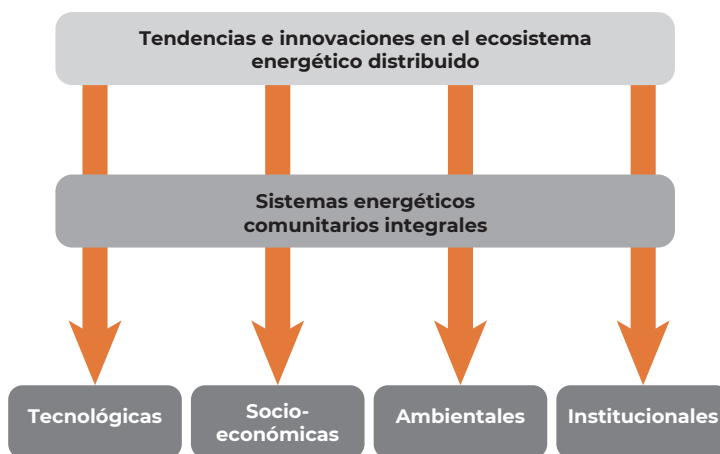 Tendencias e innovaciones en el ecosistema
energético distribuido
Sistemas energéticos
comunitarios integrales
Tecnológicas
Socio-
económicas
Ambientales
Institucionales